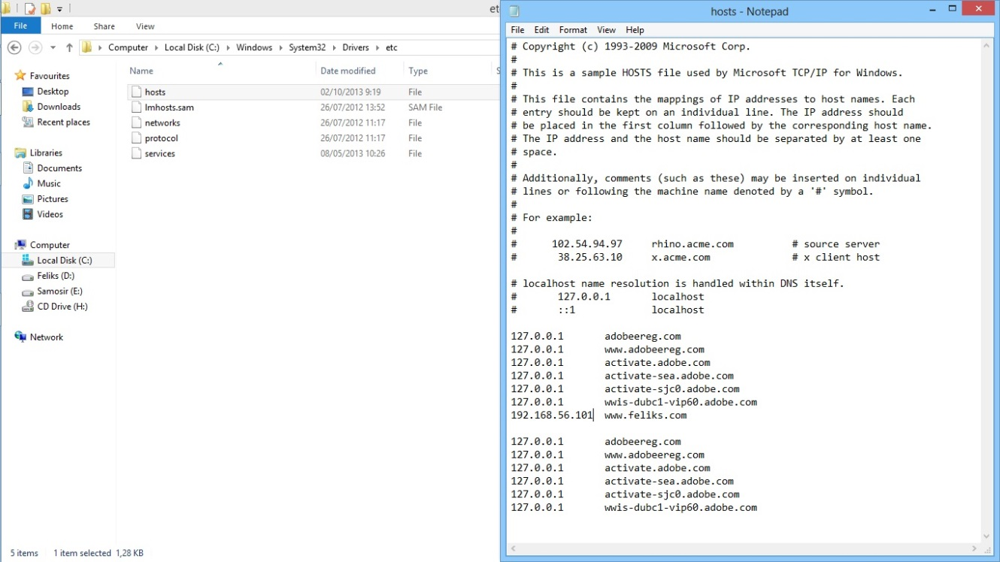 etc
File
Home
Share
View
Computer
Local Disk (C:)
Windows
System32
Drivers
etc
Favourites
Desktop
Downloads
Recent places
Libraries
Documents
Music
Pictures
Videos
Computer
Local Disk (C:)
Feliks (D:)
Samosir (E:)
CD Drive (H:)
Network
Name Date modified Type S
hosts 02/10/2013 9:19 File
lmhosts.sam 26/07/2012 13:52 SAM File
networks 26/07/2012 11:17 File
protocol 26/07/2012 11:17 File
services 08/05/2013 10:26 File
5 items 1 item selected 1,28 KB
hosts - Notepad
File Edit Format View Help
# Copyright (c) 1993-2009 Microsoft Corp.
#
# This is a sample HOSTS file used by Microsoft TCP/IP for Windows.
#
# This file contains the mappings of IP addresses to host names. Each
# entry should be kept on an individual line. The IP address should
# be placed in the first column followed by the corresponding host name.
# The IP address and the host name should be separated by at least one
# space.
#
# Additionally, comments (such as these) may be inserted on individual
# lines or following the machine name denoted by a '#' symbol.
#
# For example:
#
# 102.54.94.97 rhino.acme.com # source server
# 38.25.63.10 x.acme.com # x client host
# localhost name resolution is handled within DNS itself.
# 127.0.0.1 localhost
# ::1 localhost
127.0.0.1 adobeereg.com
127.0.0.1 www.adobeereg.com
127.0.0.1 activate.adobe.com
127.0.0.1 activate-sea.adobe.com
127.0.0.1 activate-sjc0.adobe.com
127.0.0.1 wwis-dubc1-vip60.adobe.com
192.168.56.101 www.feliks.com
127.0.0.1 adobeereg.com
127.0.0.1 www.adobeereg.com
127.0.0.1 activate.adobe.com
127.0.0.1 activate-sea.adobe.com
127.0.0.1 activate-sjc0.adobe.com
127.0.0.1 wwis-dubc1-vip60.adobe.com